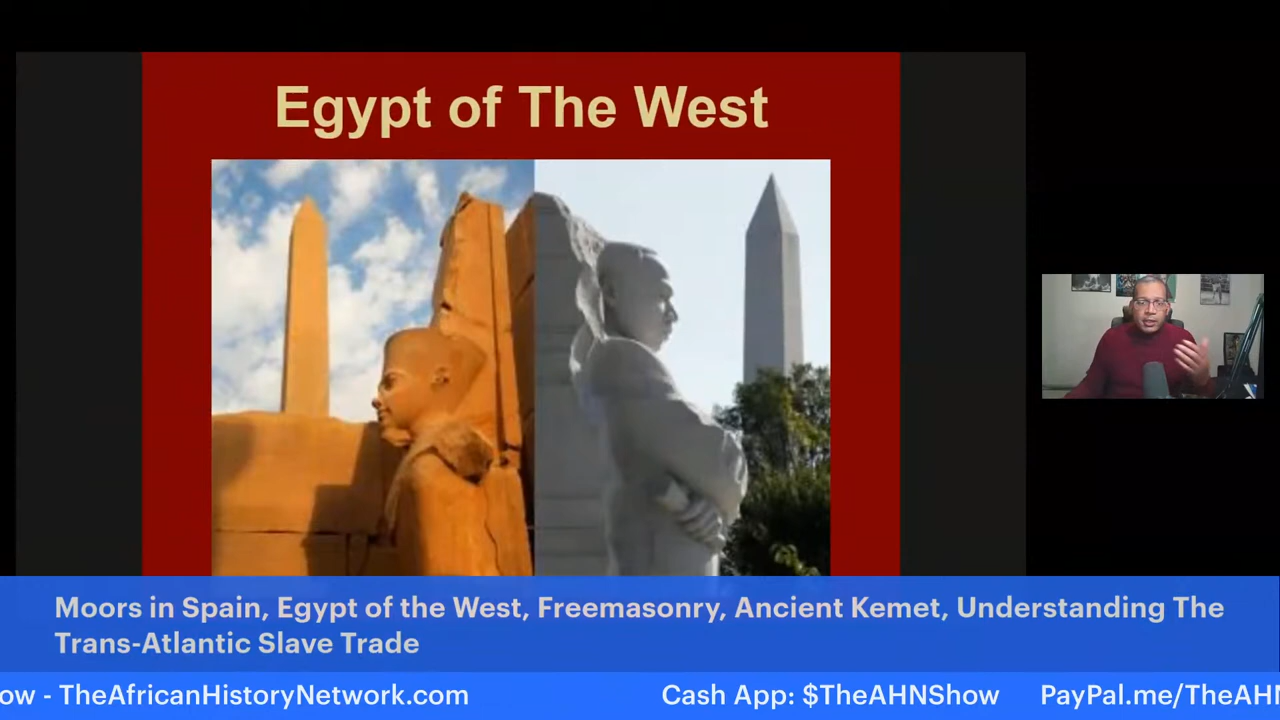 Egypt of The West
Moors in Spain, Egypt of the West, Freemasonry, Ancient Kemet, Understanding The
Trans-Atlantic Slave Trade
ow - TheAfricanHistoryNetwork.com Cash App: $TheAHNShow PayPal.me/TheAHN